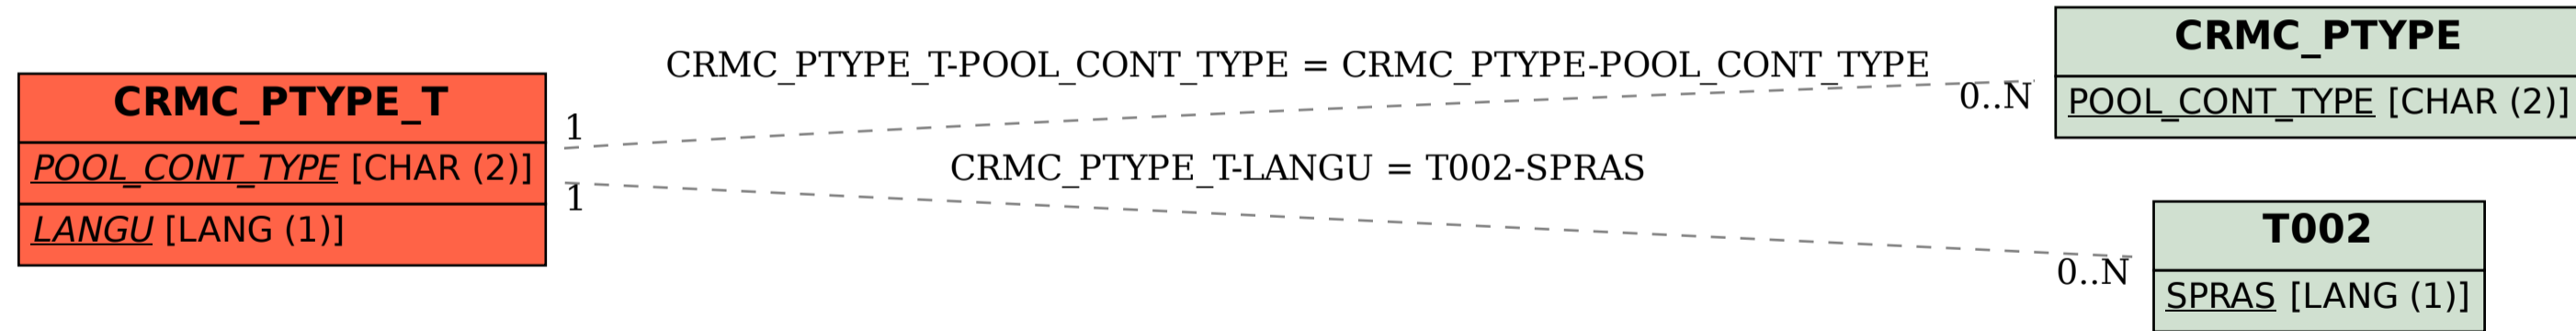 CRMC_PTYPE_T
POOL_CONT_TYPE [CHAR (2)]
LANGU [LANG (1)]
CRMC_PTYPE_T-POOL_CONT_TYPE = CRMC_PTYPE-POOL_CONT_TYPE
1
0..N
CRMC_PTYPE_T-LANGU = T002-SPRAS
1
0..N
CRMC_PTYPE
POOL_CONT_TYPE [CHAR (2)]
T002
SPRAS [LANG (1)]